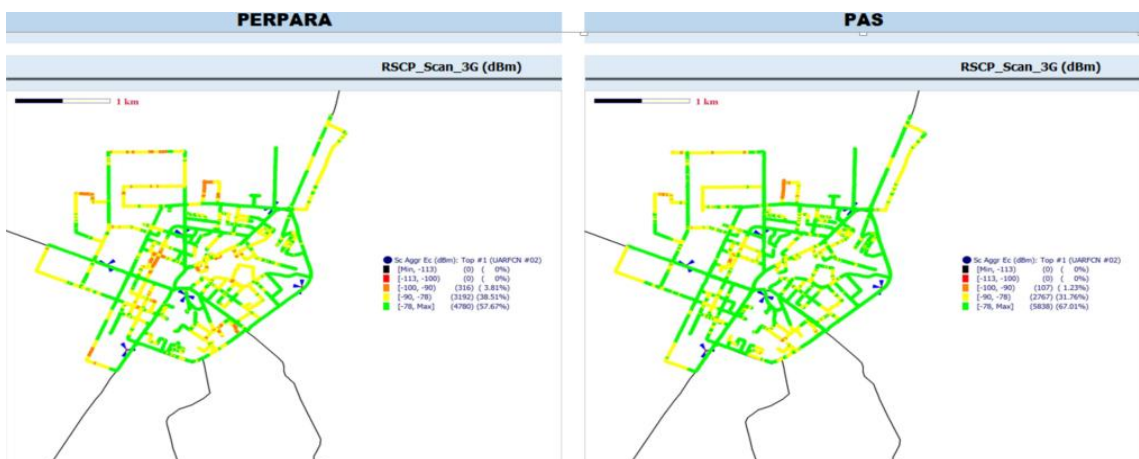 PERPARA
RSCP_Scan_3G (dBm)
1 km
Sc Aggr Ec (dBm): Top #1 (UARFCN #02)
[Min, -113) (0) ( 0%)
[-113, -100) (0) ( 0%)
[-100, -90) (316) ( 3.81%)
[-90, -78) (3192) (38.51%)
[-78, Max] (4780) (57.67%)
PAS
RSCP_Scan_3G (dBm)
1 km
Sc Aggr Ec (dBm): Top #1 (UARFCN #02)
[Min, -113) (0) ( 0%)
[-113, -100) (0) ( 0%)
[-100, -90) (107) ( 1.23%)
[-90, -78) (2767) (31.76%)
[-78, Max] (5838) (67.01%)